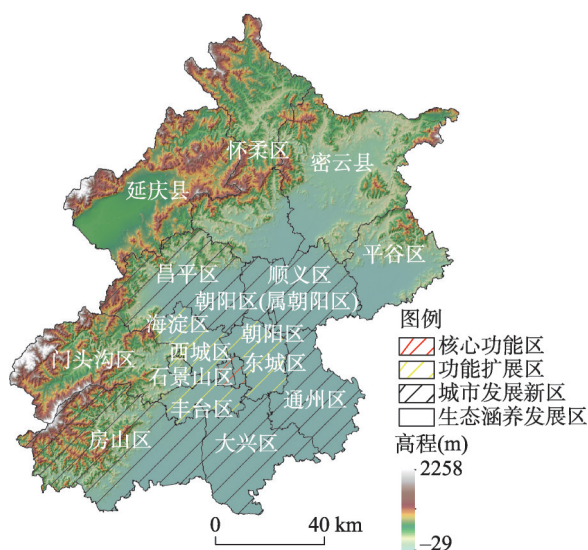 怀柔区
密云县
延庆县
平谷区
昌平区
顺义区
朝阳区(属朝阳区)
海淀区
朝阳区
门头沟区
西城区
东城区
石景山区
通州区
丰台区
房山区
大兴区
图例
核心功能区
功能扩展区
城市发展新区
生态涵养发展区
高程(m)
2258
-29
0 40 km